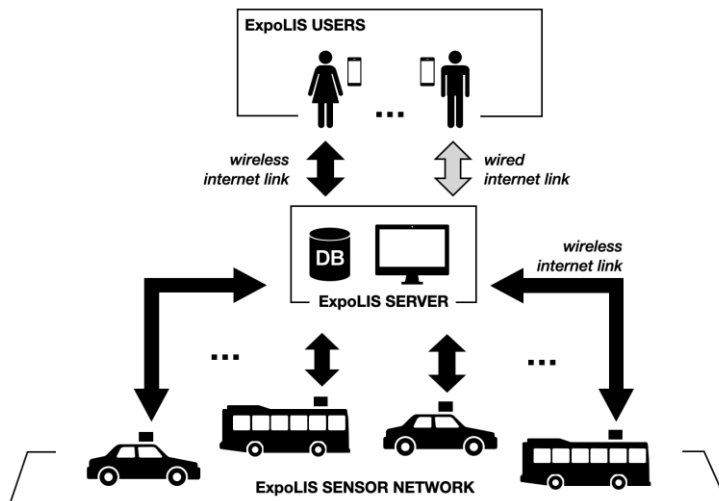 ExpoLIS USERS
...
wireless
internet link
wired
internet link
DB
ExpoLIS SERVER
wireless
internet link
...
...
ExpoLIS SENSOR NETWORK